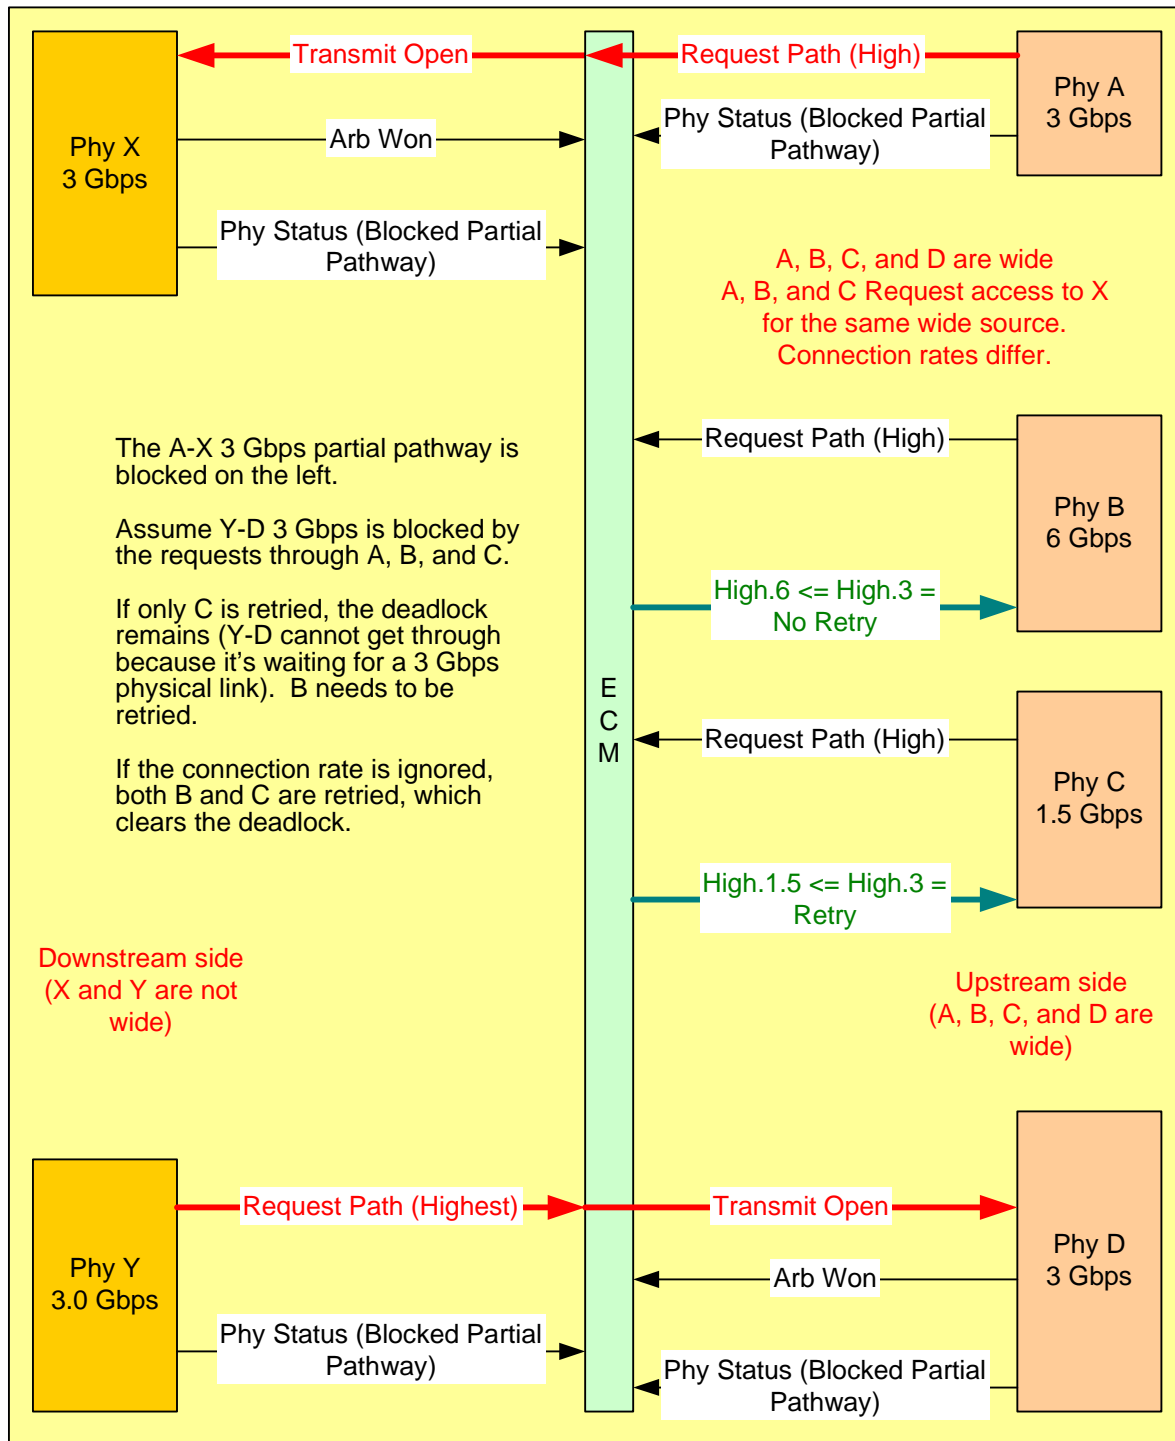 Transmit Open
Request Path (High)
Phy A
3 Gbps
Phy X
3 Gbps
Arb Won
Phy Status (Blocked Partial
Pathway)
Phy Status (Blocked Partial
Pathway)
A, B, C, and D are wide
A, B, and C Request access to X
for the same wide source.
Connection rates differ.
The A-X 3 Gbps partial pathway is
blocked on the left.
Assume Y-D 3 Gbps is blocked by
the requests through A, B, and C.
If only C is retried, the deadlock
remains (Y-D cannot get through
because it’s waiting for a 3 Gbps
physical link).  B needs to be
retried.
If the connection rate is ignored,
both B and C are retried, which
clears the deadlock.
Request Path (High)
Phy B
6 Gbps
High.6 <= High.3 =
No Retry
E
C
M
Request Path (High)
Phy C
1.5 Gbps
High.1.5 <= High.3 =
Retry
Downstream side
(X and Y are not
wide)
Upstream side
(A, B, C, and D are
wide)
Request Path (Highest)
Transmit Open
Phy Y
3.0 Gbps
Phy D
3 Gbps
Arb Won
Phy Status (Blocked Partial
Pathway)
Phy Status (Blocked Partial
Pathway)